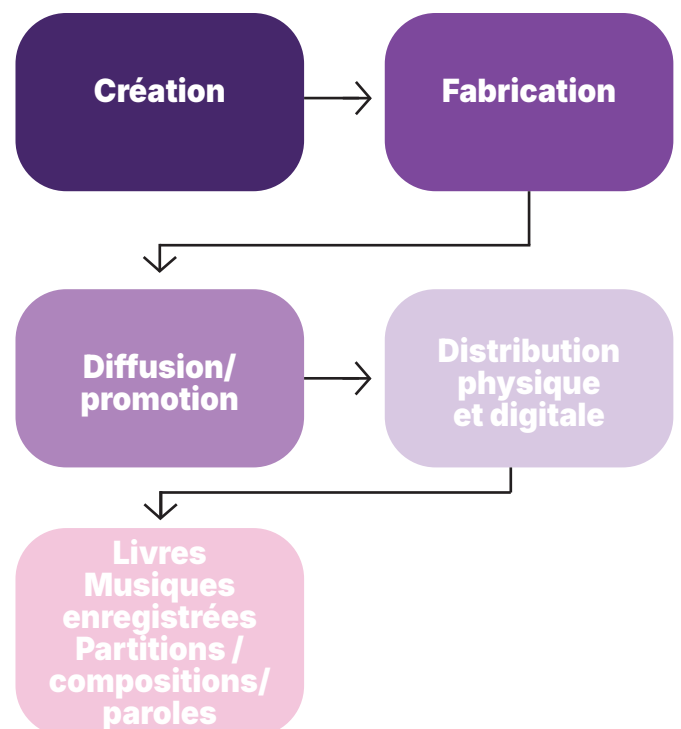 Création
Fabrication
Diffusion/
promotion
Distribution
physique
et digitale
Livres
Musiques
enregistrées
Partitions /
compositions/
paroles